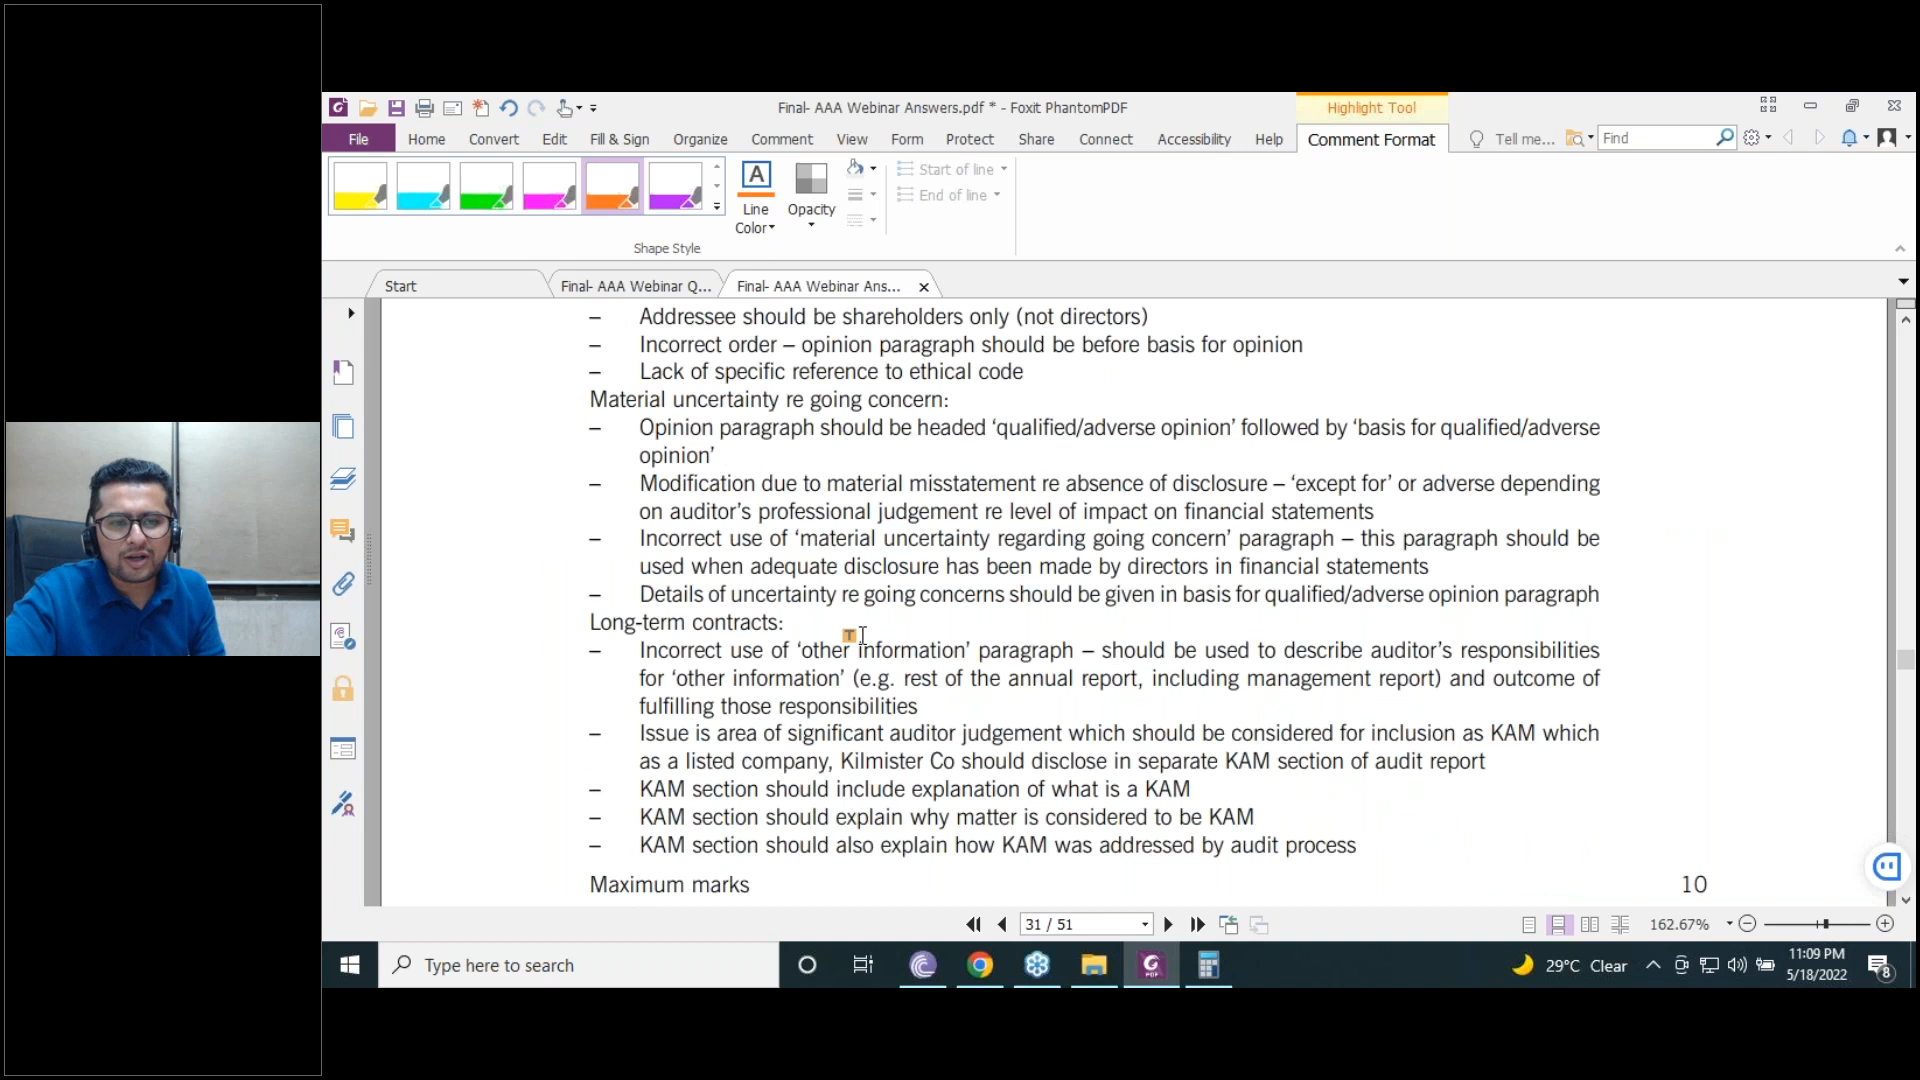 Final- AAA Webinar Answers.pdf * - Foxit PhantomPDF
Highlight Tool
File
Home
Convert
Edit
Fill & Sign
Organize
Comment
View
Form
Protect
Share
Connect
Accessibility
Help
Comment Format
Tell me...
Find
A
Line Color
Opacity
Start of line
End of line
Shape Style
Start
Final- AAA Webinar Q...
Final- AAA Webinar Ans...
– Addressee should be shareholders only (not directors)
– Incorrect order – opinion paragraph should be before basis for opinion
– Lack of specific reference to ethical code
Material uncertainty re going concern:
– Opinion paragraph should be headed ‘qualified/adverse opinion’ followed by ‘basis for qualified/adverse
opinion’
– Modification due to material misstatement re absence of disclosure – ‘except for’ or adverse depending
on auditor’s professional judgement re level of impact on financial statements
– Incorrect use of ‘material uncertainty regarding going concern’ paragraph – this paragraph should be
used when adequate disclosure has been made by directors in financial statements
– Details of uncertainty re going concerns should be given in basis for qualified/adverse opinion paragraph
Long-term contracts:
T
– Incorrect use of ‘other information’ paragraph – should be used to describe auditor’s responsibilities
for ‘other information’ (e.g. rest of the annual report, including management report) and outcome of
fulfilling those responsibilities
– Issue is area of significant auditor judgement which should be considered for inclusion as KAM which
as a listed company, Kilmister Co should disclose in separate KAM section of audit report
– KAM section should include explanation of what is a KAM
– KAM section should explain why matter is considered to be KAM
– KAM section should also explain how KAM was addressed by audit process
Maximum marks 10
31 / 51
162.67%
Type here to search
PDF
29°C Clear
11:09 PM
5/18/2022
8